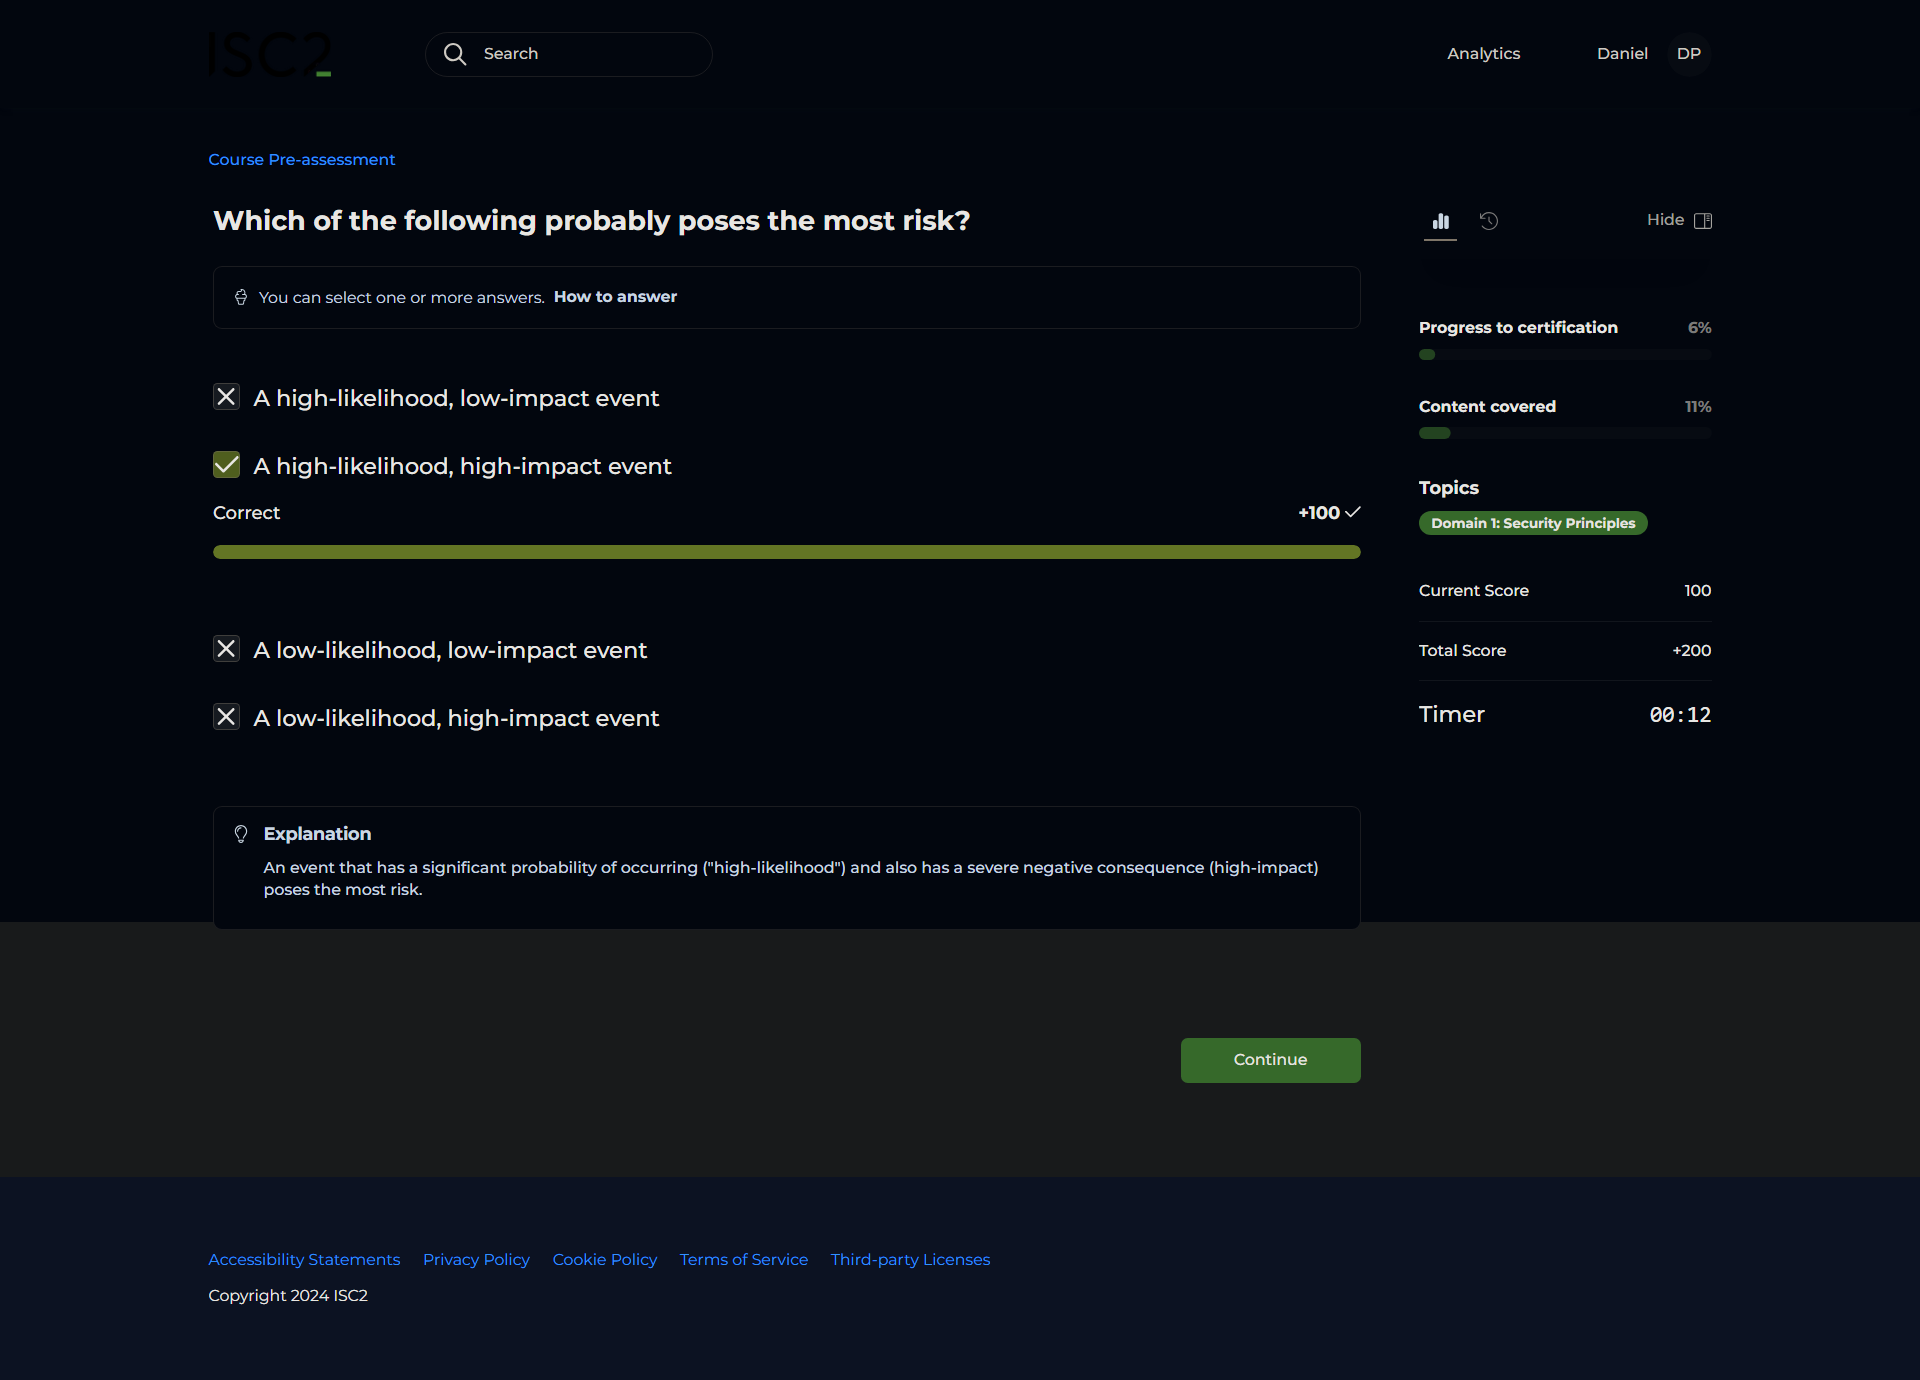 ISC2
Search
Analytics
Daniel
DP
Course Pre-assessment
Which of the following probably poses the most risk?
You can select one or more answers. How to answer
A high-likelihood, low-impact event
A high-likelihood, high-impact event
Correct
+100
A low-likelihood, low-impact event
A low-likelihood, high-impact event
Explanation
An event that has a significant probability of occurring ("high-likelihood") and also has a severe negative consequence (high-impact)
poses the most risk.
Continue
Hide
Progress to certification 6%
Content covered 11%
Topics
Domain 1: Security Principles
Current Score 100
Total Score +200
Timer 00:12
Accessibility Statements Privacy Policy Cookie Policy Terms of Service Third-party Licenses
Copyright 2024 ISC2